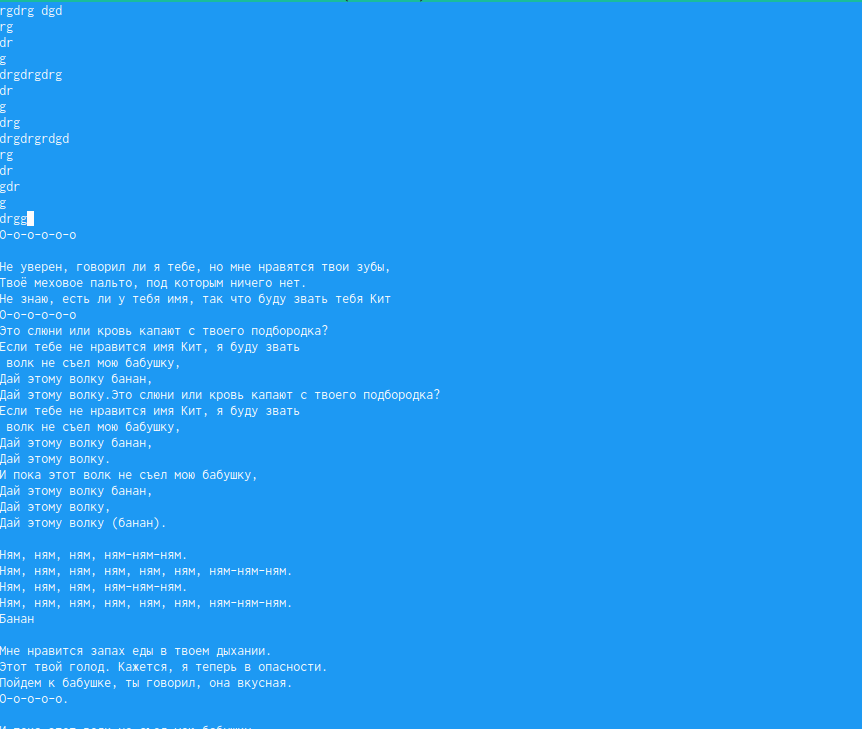 rgdrg dgd
rg
dr
g
drgdrgdrg
dr
g
drg
drgdrgrdgd
rg
dr
gdr
g
drgg
О-о-о-о-о-о
Не уверен, говорил ли я тебе, но мне нравятся твои зубы,
Твоё меховое пальто, под которым ничего нет.
Не знаю, есть ли у тебя имя, так что буду звать тебя Кит
О-о-о-о-о-о
Это слюни или кровь капают с твоего подбородка?
Если тебе не нравится имя Кит, я буду звать
волк не съел мою бабушку,
Дай этому волку банан,
Дай этому волку.Это слюни или кровь капают с твоего подбородка?
Если тебе не нравится имя Кит, я буду звать
волк не съел мою бабушку,
Дай этому волку банан,
Дай этому волку.
И пока этот волк не съел мою бабушку,
Дай этому волку банан,
Дай этому волку,
Дай этому волку (банан).
Ням, ням, ням, ням-ням-ням.
Ням, ням, ням, ням, ням, ням, ням-ням-ням.
Ням, ням, ням, ням-ням-ням.
Ням, ням, ням, ням, ням, ням, ням-ням-ням.
Банан
Мне нравится запах еды в твоем дыхании.
Этот твой голод. Кажется, я теперь в опасности.
Пойдем к бабушке, ты говорил, она вкусная.
О-о-о-о-о.